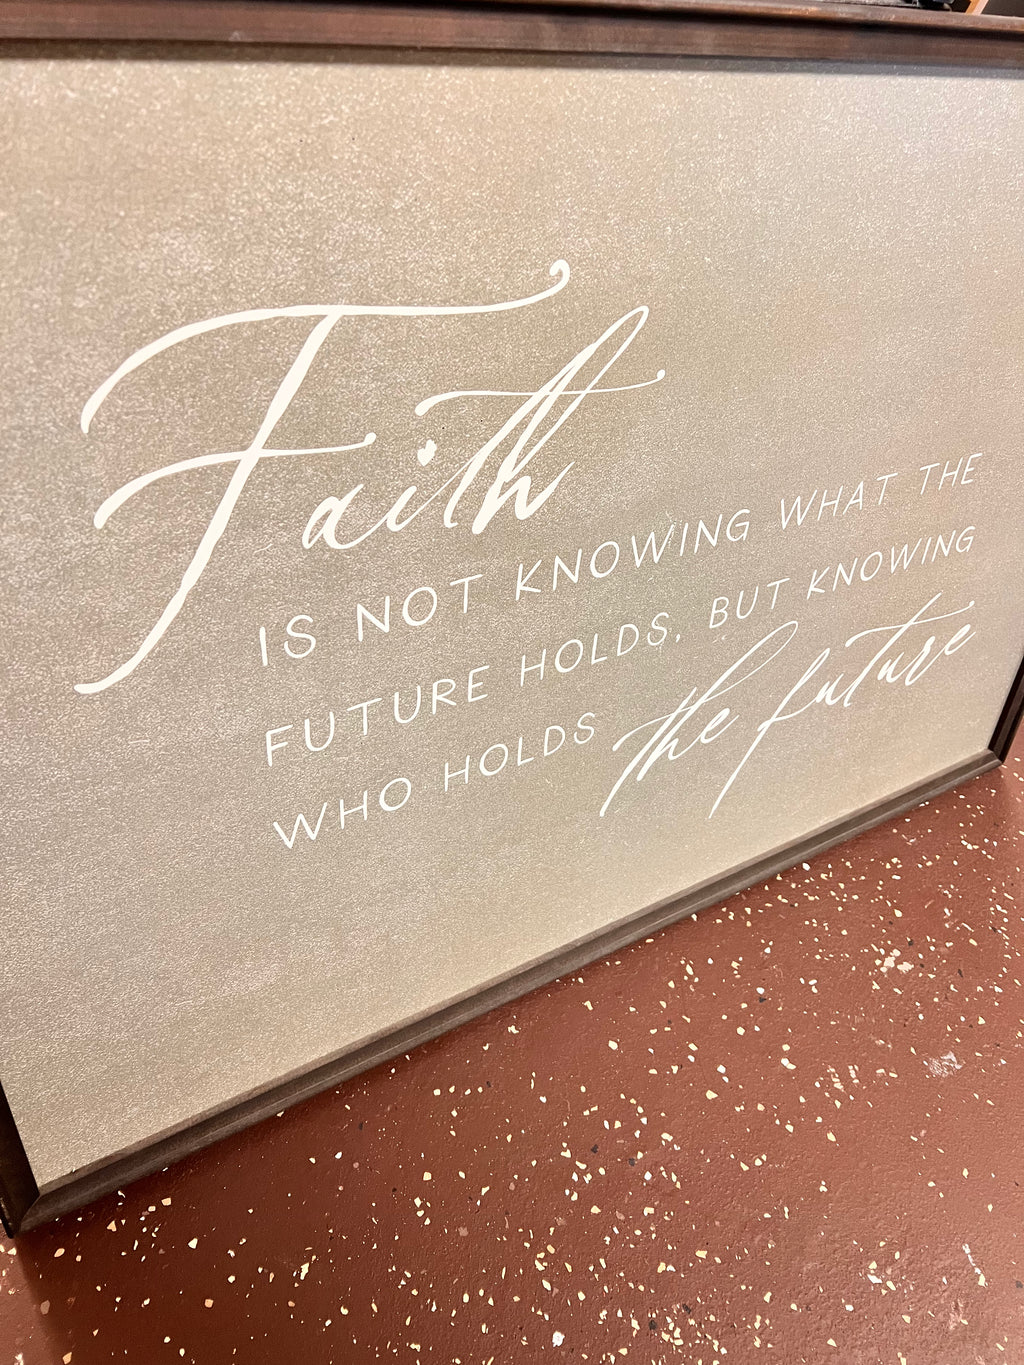 Faith
IS NOT KNOWING WHAT THE
FUTURE HOLDS, BUT KNOWING
WHO HOLDS the future